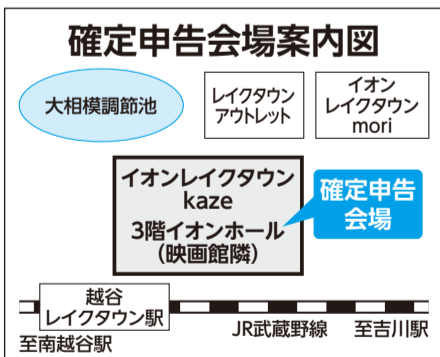 確定申告会場案内図
大相模調節池
レイクタウン
アウトレット
イオン
レイクタウン
mori
イオンレイクタウン
kaze
3階イオンホール
(映画館隣)
確定申告
会場
越谷
レイクタウン駅
至南越谷駅
JR武蔵野線
至吉川駅